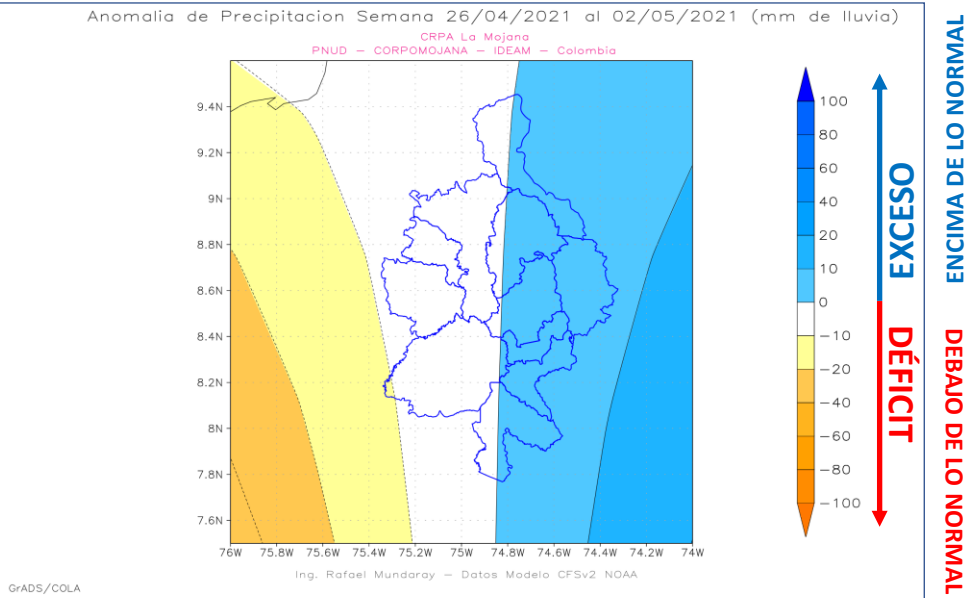 Anomalia de Precipitacion Semana 26/04/2021 al 02/05/2021 (mm de lluvia)
CRPA La Mojana
PNUD – CORPOMOJANA – IDEAM – Colombia
9.4N
9.2N
9N
8.8N
8.6N
8.4N
8.2N
8N
7.8N
7.6N
76W 75.8W 75.6W 75.4W 75.2W 75W 74.8W 74.6W 74.4W 74.2W 74W
100
80
60
40
20
10
0
−10
−20
−40
−60
−80
−100
EXCESO
DÉFICIT
ENCIMA DE LO NORMAL
DEBAJO DE LO NORMAL
Ing. Rafael Mundaray – Datos Modelo CFSv2 NOAA
GrADS/COLA